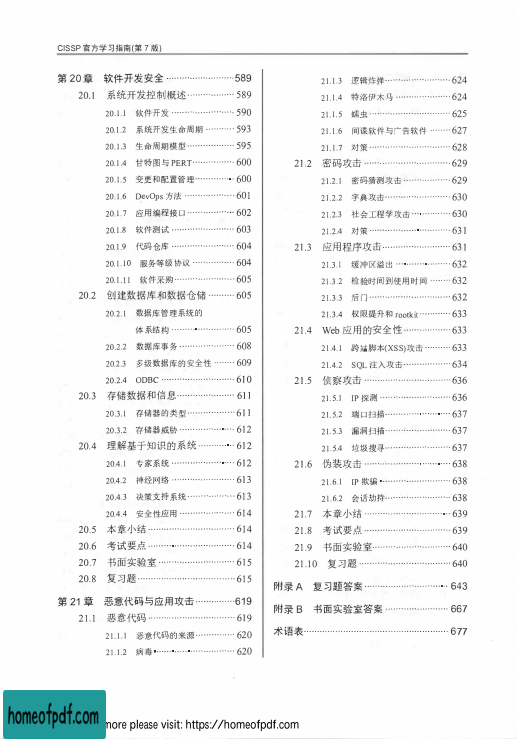 CISSP 官方学习指南(第 7 版)
第 20 章 软件开发安全 ······················· 589
20.1 系统开发控制概述 ················· 589
20.1.1 软件开发 ······················ 590
20.1.2 系统开发生命周期 ·········· 593
20.1.3 生命周期模型 ················ 595
20.1.4 甘特图与 PERT ·············· 600
20.1.5 变更和配置管理 ············· 600
20.1.6 DevOps 方法 ················· 601
20.1.7 应用编程接口 ················ 602
20.1.8 软件测试 ······················ 603
20.1.9 代码仓库 ······················ 604
20.1.10 服务等级协议 ··············· 604
20.1.11 软件采购 ····················· 605
20.2 创建数据库和数据仓储 ········· 605
20.2.1 数据库管理系统的
体系结构 ······················ 605
20.2.2 数据库事务 ··················· 608
20.2.3 多级数据库的安全性 ······· 609
20.2.4 ODBC ·························· 610
20.3 存储数据和信息 ···················· 611
20.3.1 存储器的类型 ················ 611
20.3.2 存储器威胁 ··················· 612
20.4 理解基于知识的系统 ············ 612
20.4.1 专家系统 ······················ 612
20.4.2 神经网络 ······················ 613
20.4.3 决策支持系统 ················ 613
20.4.4 安全性应用 ··················· 614
20.5 本章小结 ······························ 614
20.6 考试要点 ······························ 614
20.7 书面实验室 ·························· 615
20.8 复习题 ································· 615
第 21 章 恶意代码与应用攻击 ············· 619
21.1 恶意代码 ······························ 619
21.1.1 恶意代码的来源 ············· 620
21.1.2 病毒 ···························· 620
21.1.3 逻辑炸弹 ······················ 624
21.1.4 特洛伊木马 ··················· 624
21.1.5 蠕虫 ···························· 625
21.1.6 间谍软件与广告软件 ······· 627
21.1.7 对策 ···························· 628
21.2 密码攻击 ······························ 629
21.2.1 密码猜测攻击 ················ 629
21.2.2 字典攻击 ······················ 630
21.2.3 社会工程学攻击 ············· 630
21.2.4 对策 ···························· 631
21.3 应用程序攻击 ······················· 631
21.3.1 缓冲区溢出 ··················· 632
21.3.2 检验时间到使用时间 ······· 632
21.3.3 后门 ···························· 632
21.3.4 权限提升和 rootkit ·········· 633
21.4 Web 应用的安全性 ··············· 633
21.4.1 跨站脚本(XSS)攻击 ········· 633
21.4.2 SQL 注入攻击 ················ 634
21.5 侦察攻击 ······························ 636
21.5.1 IP 探测 ························· 636
21.5.2 端口扫描 ······················ 637
21.5.3 漏洞扫描 ······················ 637
21.5.4 垃圾搜寻 ······················ 637
21.6 伪装攻击 ······························ 638
21.6.1 IP 欺骗 ························· 638
21.6.2 会话劫持 ······················ 638
21.7 本章小结 ······························ 639
21.8 考试要点 ······························ 639
21.9 书面实验室 ·························· 640
21.10 复习题 ······························· 640
附录 A 复习题答案 ···························· 643
附录 B 书面实验室答案 ····················· 667
术语表 ················································ 677
homeofpdf.com
more please visit: https://homeofpdf.com